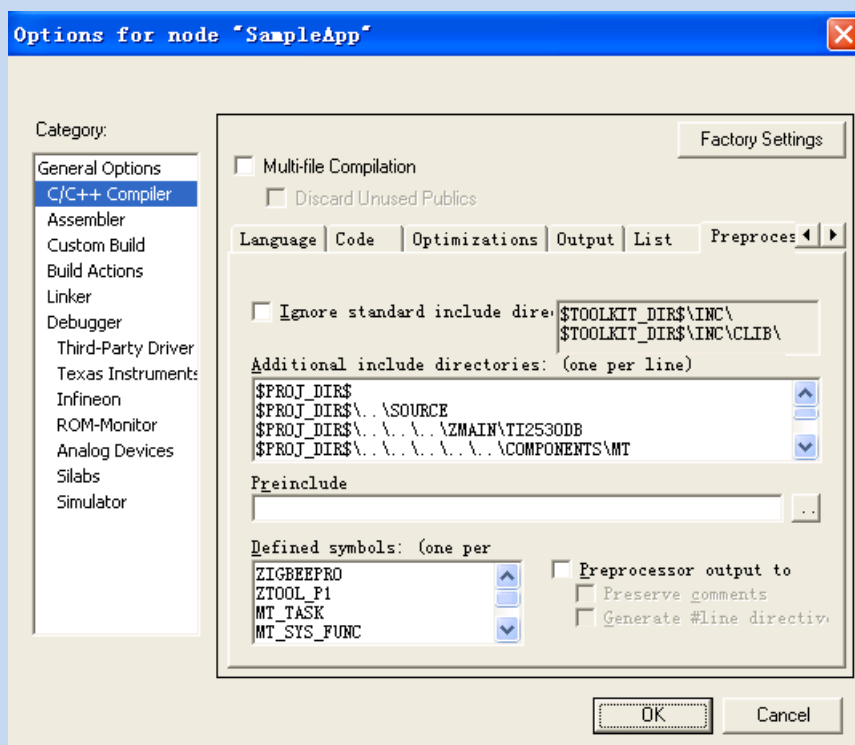 Options for node "SampleApp"
Category:
General Options
C/C++ Compiler
Assembler
Custom Build
Build Actions
Linker
Debugger
Third-Party Driver
Texas Instruments
Infineon
ROM-Monitor
Analog Devices
Silabs
Simulator
Factory Settings
Multi-file Compilation
Discard Unused Publics
Language Code Optimizations Output List Preproces
Ignore standard include dire
$TOOLKIT_DIR$\INC\
$TOOLKIT_DIR$\INC\CLIB\
Additional include directories: (one per line)
$PROJ_DIR$
$PROJ_DIR$\..\SOURCE
$PROJ_DIR$\..\..\..\ZMAIN\TI2530DB
$PROJ_DIR$\..\..\..\..\..\COMPONENTS\MT
Preinclude
..
Defined symbols: (one per
ZIGBEEPRO
ZTOOL_P1
MT_TASK
MT_SYS_FUNC
Preprocessor output to
Preserve comments
Generate #line directiv
OK
Cancel